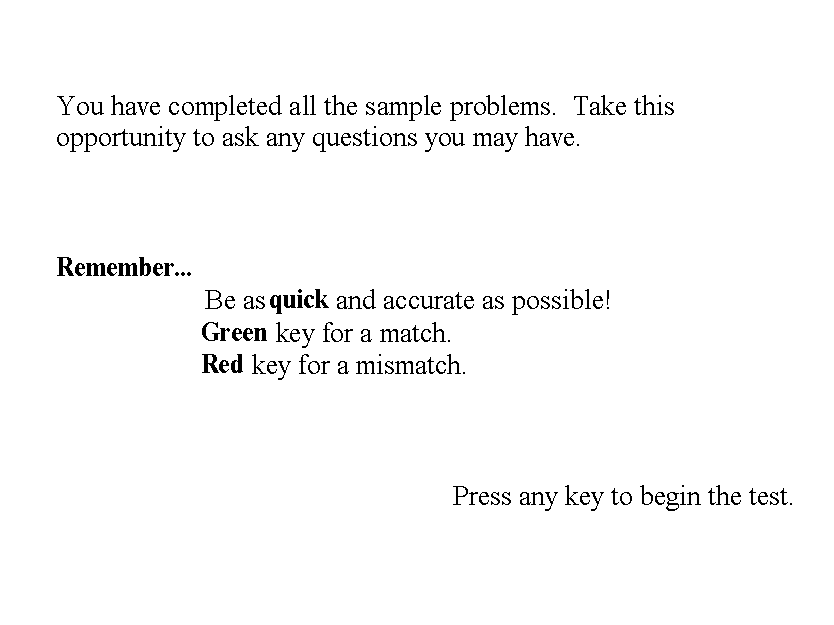 You have completed all the sample problems.  Take this
opportunity to ask any questions you may have.
Remember...
Be as quick and accurate as possible!
Green key for a match.
Red key for a mismatch.
Press any key to begin the test.